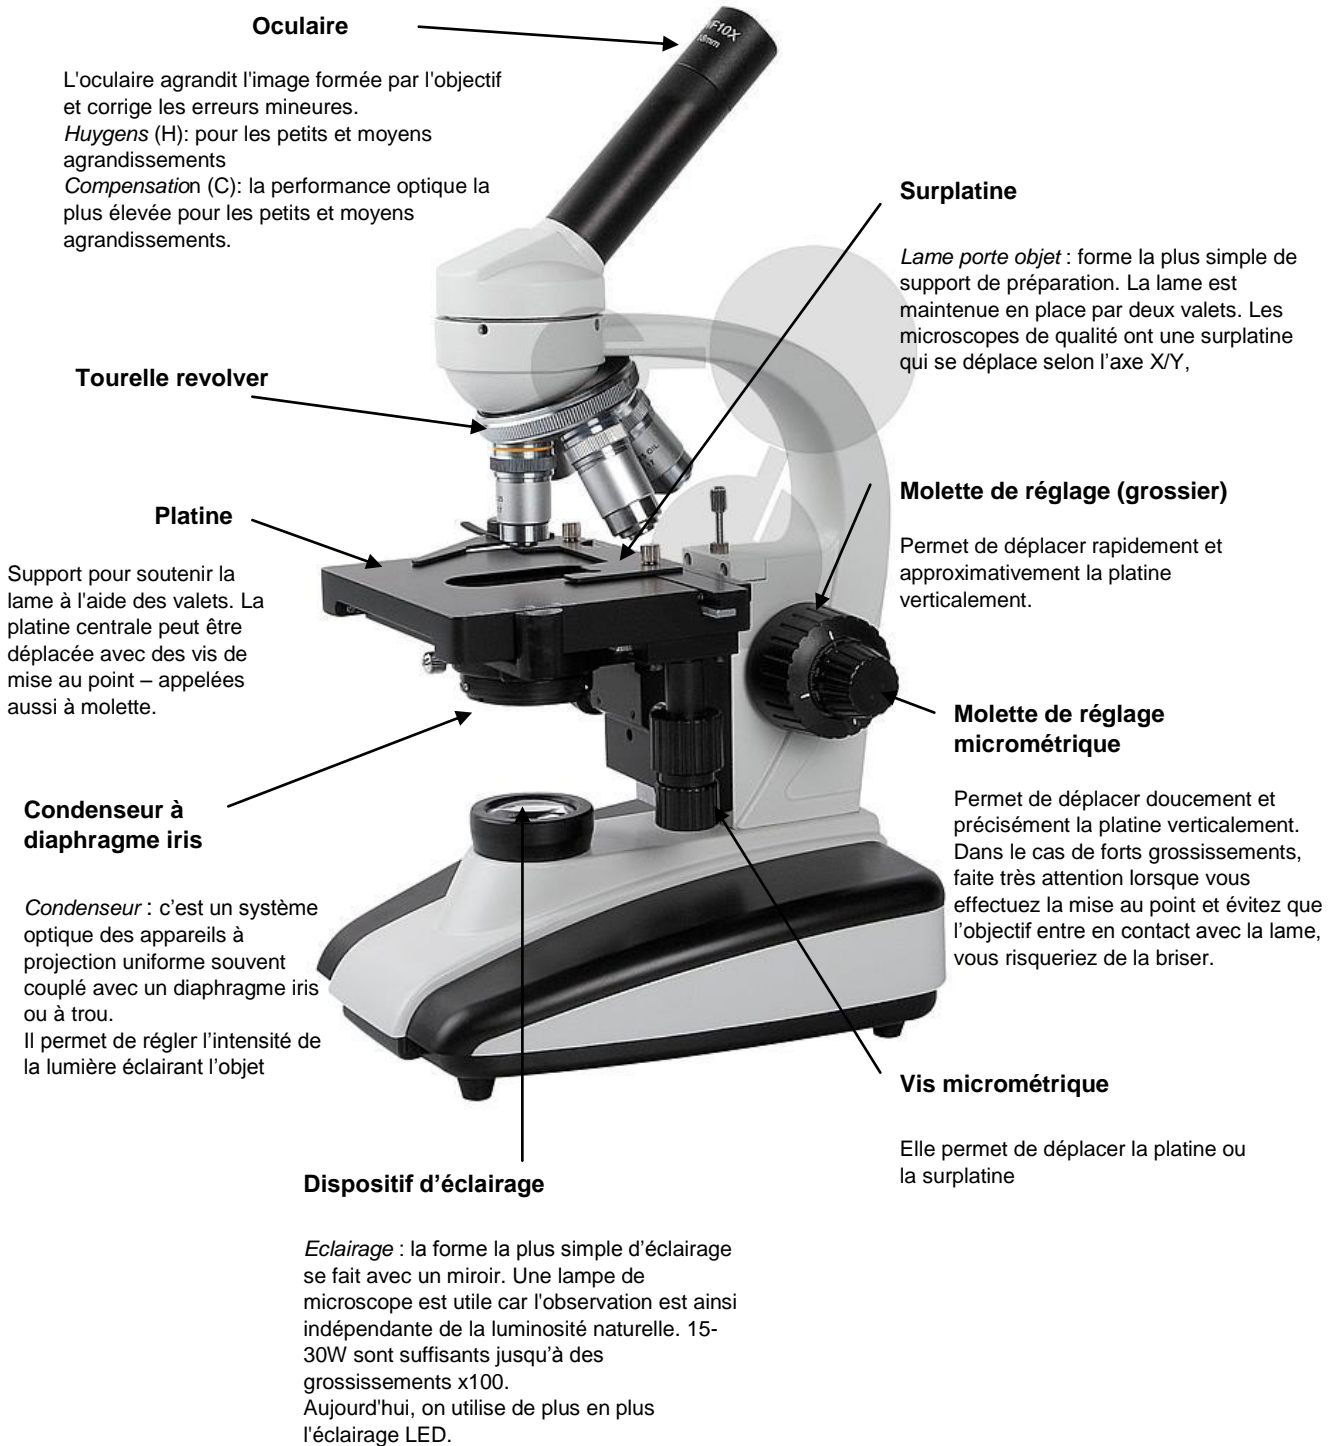 Oculaire
L'oculaire agrandit l'image formée par l'objectif
et corrige les erreurs mineures.
Huygens (H): pour les petits et moyens
agrandissements
Compensation (C): la performance optique la
plus élevée pour les petits et moyens
agrandissements.
WF10X
18mm
Surplatine
Lame porte objet : forme la plus simple de
support de préparation. La lame est
maintenue en place par deux valets. Les
microscopes de qualité ont une surplatine
qui se déplace selon l’axe X/Y,
Tourelle revolver
OIL
Platine
Support pour soutenir la
lame à l'aide des valets. La
platine centrale peut être
déplacée avec des vis de
mise au point – appelées
aussi à molette.
Molette de réglage (grossier)
Permet de déplacer rapidement et
approximativement la platine
verticalement.
Molette de réglage
micrométrique
Permet de déplacer doucement et
précisément la platine verticalement.
Dans le cas de forts grossissements,
faite très attention lorsque vous
effectuez la mise au point et évitez que
l’objectif entre en contact avec la lame,
vous risqueriez de la briser.
Condenseur à
diaphragme iris
Condenseur : c’est un système
optique des appareils à
projection uniforme souvent
couplé avec un diaphragme iris
ou à trou.
Il permet de régler l’intensité de
la lumière éclairant l’objet
Vis micrométrique
Elle permet de déplacer la platine ou
la surplatine
Dispositif d’éclairage
Eclairage : la forme la plus simple d’éclairage
se fait avec un miroir. Une lampe de
microscope est utile car l'observation est ainsi
indépendante de la luminosité naturelle. 15-
30W sont suffisants jusqu’à des
grossissements x100.
Aujourd'hui, on utilise de plus en plus
l'éclairage LED.